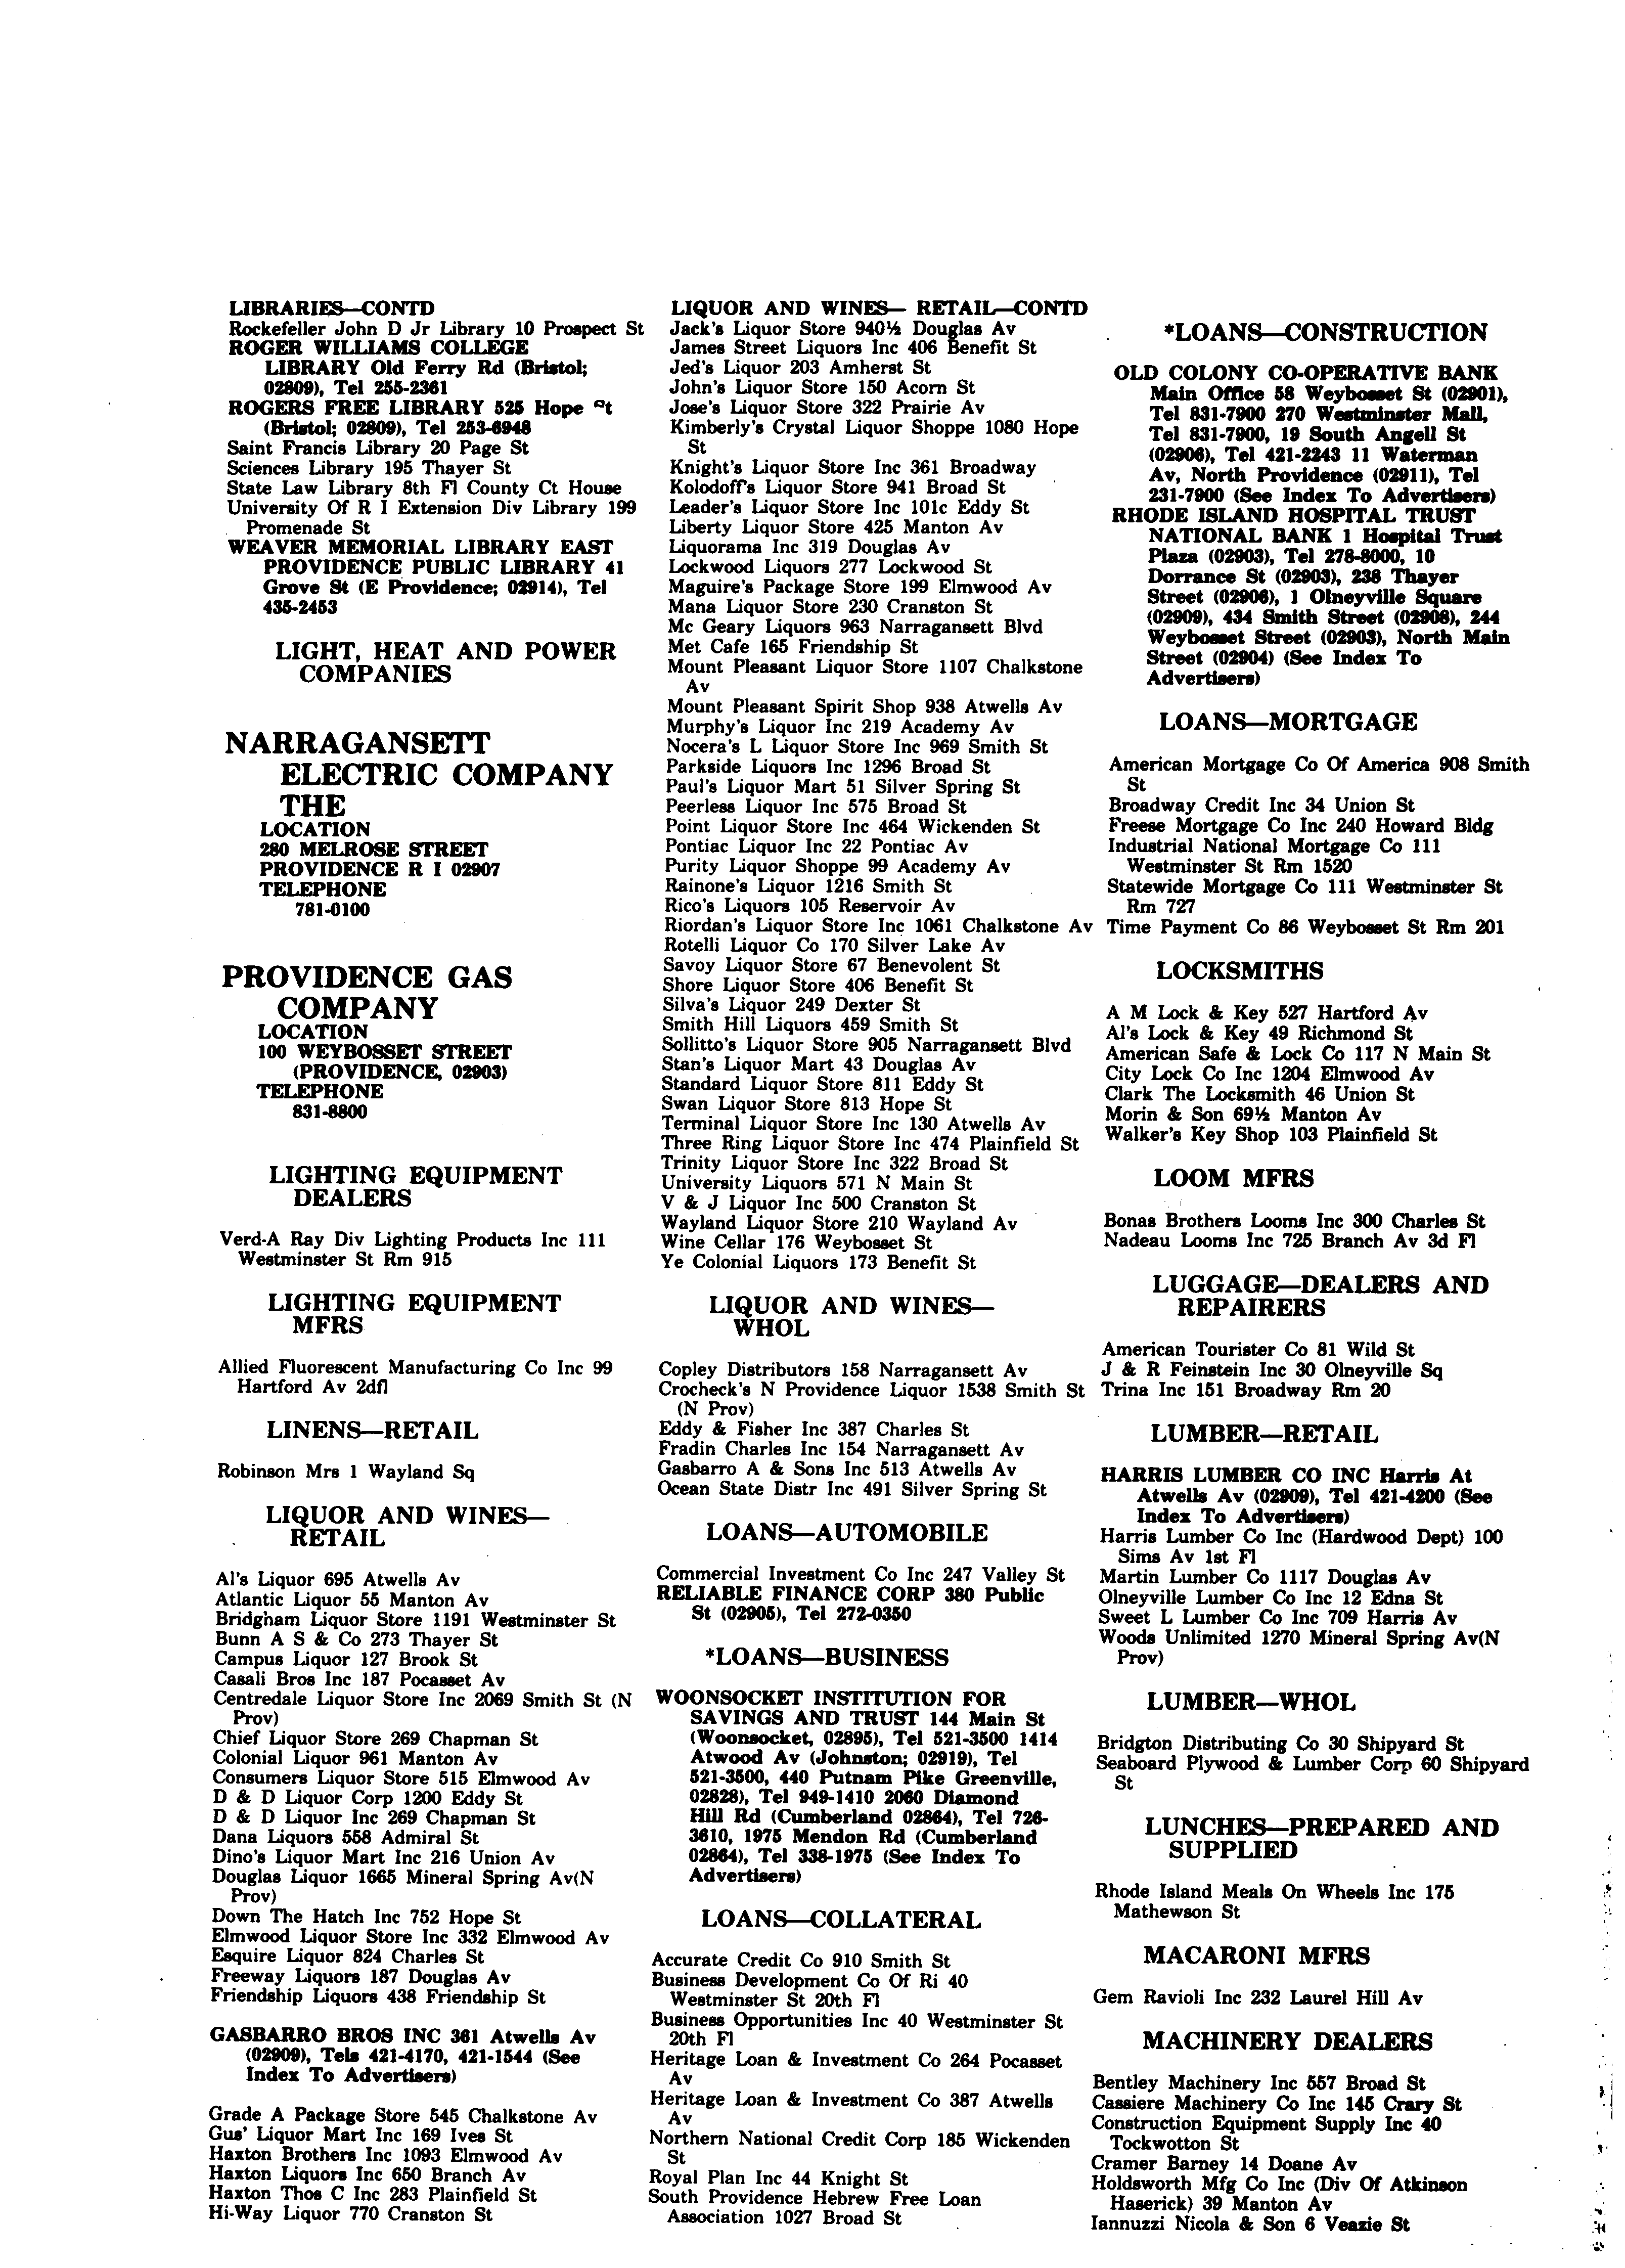 LIBRARIES—CONTD
Rockefeller John D Jr Library 10 Prospect St
ROGER WILLIAMS COLLEGE
LIBRARY Old Ferry Rd (Bristol;
02809), Tel 255-2361
ROGERS FREE LIBRARY 525 Hope St
(Bristol; 02809), Tel 253-6948
Saint Francis Library 20 Page St
Sciences Library 195 Thayer St
State Law Library 8th Fl County Ct House
University Of R I Extension Div Library 199
Promenade St
WEAVER MEMORIAL LIBRARY EAST
PROVIDENCE PUBLIC LIBRARY 41
Grove St (E Providence; 02914), Tel
435-2453
LIGHT, HEAT AND POWER
COMPANIES
NARRAGANSETT
ELECTRIC COMPANY
THE
LOCATION
280 MELROSE STREET
PROVIDENCE R I 02907
TELEPHONE
781-0100
PROVIDENCE GAS
COMPANY
LOCATION
100 WEYBOSSET STREET
(PROVIDENCE, 02903)
TELEPHONE
831-8800
LIGHTING EQUIPMENT
DEALERS
Verd-A Ray Div Lighting Products Inc 111
Westminster St Rm 915
LIGHTING EQUIPMENT
MFRS
Allied Fluorescent Manufacturing Co Inc 99
Hartford Av 2dfl
LINENS—RETAIL
Robinson Mrs 1 Wayland Sq
LIQUOR AND WINES—
RETAIL
Al's Liquor 695 Atwells Av
Atlantic Liquor 55 Manton Av
Bridgham Liquor Store 1191 Westminster St
Bunn A S & Co 273 Thayer St
Campus Liquor 127 Brook St
Casali Bros Inc 187 Pocasset Av
Centredale Liquor Store Inc 2069 Smith St (N
Prov)
Chief Liquor Store 269 Chapman St
Colonial Liquor 961 Manton Av
Consumers Liquor Store 515 Elmwood Av
D & D Liquor Corp 1200 Eddy St
D & D Liquor Inc 269 Chapman St
Dana Liquors 558 Admiral St
Dino's Liquor Mart Inc 216 Union Av
Douglas Liquor 1665 Mineral Spring Av(N
Prov)
Down The Hatch Inc 752 Hope St
Elmwood Liquor Store Inc 332 Elmwood Av
Esquire Liquor 824 Charles St
Freeway Liquors 187 Douglas Av
Friendship Liquors 438 Friendship St
GASBARRO BROS INC 361 Atwells Av
(02909), Tels 421-4170, 421-1544 (See
Index To Advertisers)
Grade A Package Store 545 Chalkstone Av
Gus' Liquor Mart Inc 169 Ives St
Haxton Brothers Inc 1093 Elmwood Av
Haxton Liquors Inc 650 Branch Av
Haxton Thos C Inc 283 Plainfield St
Hi-Way Liquor 770 Cranston St
LIQUOR AND WINES— RETAIL—CONTD
Jack's Liquor Store 940½ Douglas Av
James Street Liquors Inc 406 Benefit St
Jed's Liquor 203 Amherst St
John's Liquor Store 150 Acorn St
Jose's Liquor Store 322 Prairie Av
Kimberly's Crystal Liquor Shoppe 1080 Hope
St
Knight's Liquor Store Inc 361 Broadway
Kolodoff's Liquor Store 941 Broad St
Leader's Liquor Store Inc 101c Eddy St
Liberty Liquor Store 425 Manton Av
Liquorama Inc 319 Douglas Av
Lockwood Liquors 277 Lockwood St
Maguire's Package Store 199 Elmwood Av
Mana Liquor Store 230 Cranston St
Mc Geary Liquors 963 Narragansett Blvd
Met Cafe 165 Friendship St
Mount Pleasant Liquor Store 1107 Chalkstone
Av
Mount Pleasant Spirit Shop 938 Atwells Av
Murphy's Liquor Inc 219 Academy Av
Nocera's L Liquor Store Inc 969 Smith St
Parkside Liquors Inc 1296 Broad St
Paul's Liquor Mart 51 Silver Spring St
Peerless Liquor Inc 575 Broad St
Point Liquor Store Inc 464 Wickenden St
Pontiac Liquor Inc 22 Pontiac Av
Purity Liquor Shoppe 99 Academy Av
Rainone's Liquor 1216 Smith St
Rico's Liquors 105 Reservoir Av
Riordan's Liquor Store Inc 1061 Chalkstone Av
Rotelli Liquor Co 170 Silver Lake Av
Savoy Liquor Store 67 Benevolent St
Shore Liquor Store 406 Benefit St
Silva's Liquor 249 Dexter St
Smith Hill Liquors 459 Smith St
Sollitto's Liquor Store 905 Narragansett Blvd
Stan's Liquor Mart 43 Douglas Av
Standard Liquor Store 811 Eddy St
Swan Liquor Store 813 Hope St
Terminal Liquor Store Inc 130 Atwells Av
Three Ring Liquor Store Inc 474 Plainfield St
Trinity Liquor Store Inc 322 Broad St
University Liquors 571 N Main St
V & J Liquor Inc 500 Cranston St
Wayland Liquor Store 210 Wayland Av
Wine Cellar 176 Weybosset St
Ye Colonial Liquors 173 Benefit St
LIQUOR AND WINES—
WHOL
Copley Distributors 158 Narragansett Av
Crocheck's N Providence Liquor 1538 Smith St
(N Prov)
Eddy & Fisher Inc 387 Charles St
Fradin Charles Inc 154 Narragansett Av
Gasbarro A & Sons Inc 513 Atwells Av
Ocean State Distr Inc 491 Silver Spring St
LOANS—AUTOMOBILE
Commercial Investment Co Inc 247 Valley St
RELIABLE FINANCE CORP 380 Public
St (02905), Tel 272-0350
*LOANS—BUSINESS
WOONSOCKET INSTITUTION FOR
SAVINGS AND TRUST 144 Main St
(Woonsocket, 02895), Tel 521-3500 1414
Atwood Av (Johnston; 02919), Tel
521-3500, 440 Putnam Pike Greenville,
02828), Tel 949-1410 2060 Diamond
Hill Rd (Cumberland 02864), Tel 726-
3610, 1975 Mendon Rd (Cumberland
02864), Tel 338-1975 (See Index To
Advertisers)
LOANS—COLLATERAL
Accurate Credit Co 910 Smith St
Business Development Co Of Ri 40
Westminster St 20th Fl
Business Opportunities Inc 40 Westminster St
20th Fl
Heritage Loan & Investment Co 264 Pocasset
Av
Heritage Loan & Investment Co 387 Atwells
Av
Northern National Credit Corp 185 Wickenden
St
Royal Plan Inc 44 Knight St
South Providence Hebrew Free Loan
Association 1027 Broad St
*LOANS—CONSTRUCTION
OLD COLONY CO-OPERATIVE BANK
Main Office 58 Weybosset St (02901),
Tel 831-7900 270 Westminster Mall,
Tel 831-7900, 19 South Angell St
(02906), Tel 421-2243 11 Waterman
Av, North Providence (02911), Tel
231-7900 (See Index To Advertisers)
RHODE ISLAND HOSPITAL TRUST
NATIONAL BANK 1 Hospital Trust
Plaza (02903), Tel 278-8000, 10
Dorrance St (02903), 238 Thayer
Street (02906), 1 Olneyville Square
(02909), 434 Smith Street (02908), 244
Weybosset Street (02903), North Main
Street (02904) (See Index To
Advertisers)
LOANS—MORTGAGE
American Mortgage Co Of America 908 Smith
St
Broadway Credit Inc 34 Union St
Freese Mortgage Co Inc 240 Howard Bldg
Industrial National Mortgage Co 111
Westminster St Rm 1520
Statewide Mortgage Co 111 Westminster St
Rm 727
Time Payment Co 86 Weybosset St Rm 201
LOCKSMITHS
A M Lock & Key 527 Hartford Av
Al's Lock & Key 49 Richmond St
American Safe & Lock Co 117 N Main St
City Lock Co Inc 1204 Elmwood Av
Clark The Locksmith 46 Union St
Morin & Son 69½ Manton Av
Walker's Key Shop 103 Plainfield St
LOOM MFRS
Bonas Brothers Looms Inc 300 Charles St
Nadeau Looms Inc 725 Branch Av 3d Fl
LUGGAGE—DEALERS AND
REPAIRERS
American Tourister Co 81 Wild St
J & R Feinstein Inc 30 Olneyville Sq
Trina Inc 151 Broadway Rm 20
LUMBER—RETAIL
HARRIS LUMBER CO INC Harris At
Atwells Av (02909), Tel 421-4200 (See
Index To Advertisers)
Harris Lumber Co Inc (Hardwood Dept) 100
Sims Av 1st Fl
Martin Lumber Co 1117 Douglas Av
Olneyville Lumber Co Inc 12 Edna St
Sweet L Lumber Co Inc 709 Harris Av
Woods Unlimited 1270 Mineral Spring Av(N
Prov)
LUMBER—WHOL
Bridgton Distributing Co 30 Shipyard St
Seaboard Plywood & Lumber Corp 60 Shipyard
St
LUNCHES—PREPARED AND
SUPPLIED
Rhode Island Meals On Wheels Inc 175
Mathewson St
MACARONI MFRS
Gem Ravioli Inc 232 Laurel Hill Av
MACHINERY DEALERS
Bentley Machinery Inc 557 Broad St
Cassiere Machinery Co Inc 145 Crary St
Construction Equipment Supply Inc 40
Tockwotton St
Cramer Barney 14 Doane Av
Holdsworth Mfg Co Inc (Div Of Atkinson
Haserick) 39 Manton Av
Iannuzzi Nicola & Son 6 Veazie St